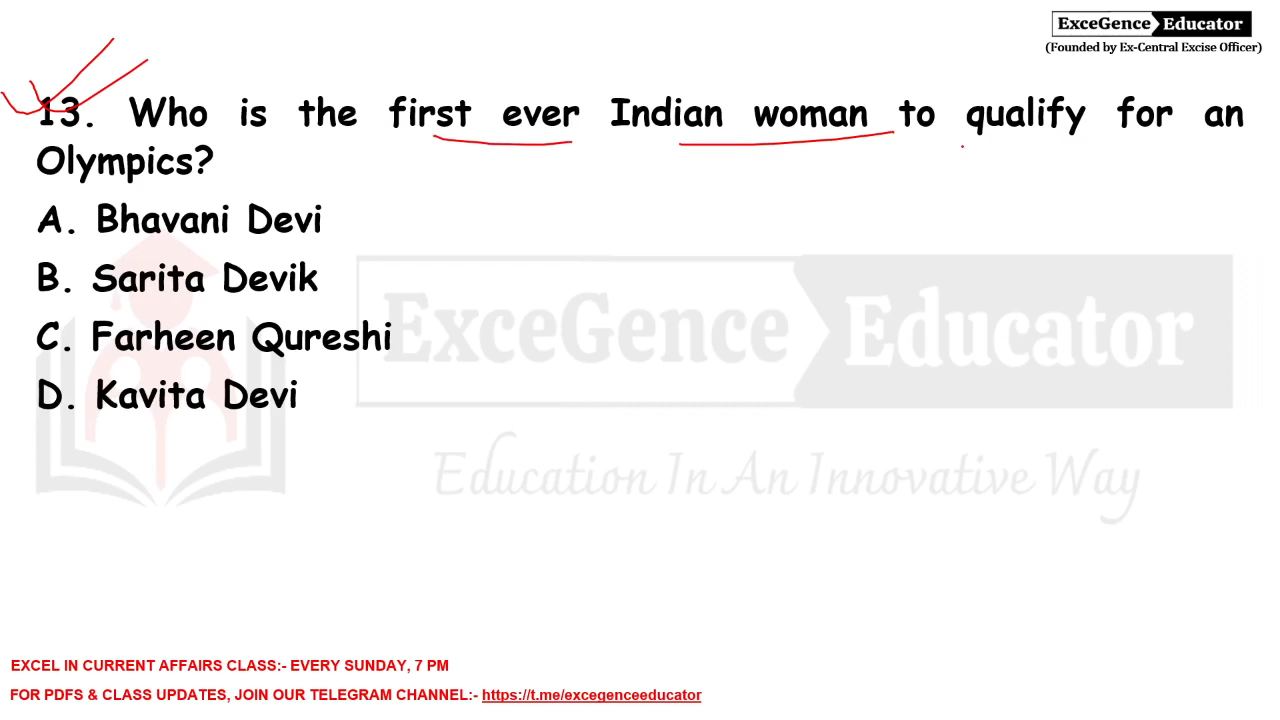 ExceGence Educator
(Founded by Ex-Central Excise Officer)
13. Who is the first ever Indian woman to qualify for an
Olympics?
A. Bhavani Devi
B. Sarita Devik
C. Farheen Qureshi
D. Kavita Devi
ExceGence Educator
Education In An Innovative Way
EXCEL IN CURRENT AFFAIRS CLASS:- EVERY SUNDAY, 7 PM
FOR PDFS & CLASS UPDATES, JOIN OUR TELEGRAM CHANNEL:- https://t.me/excegenceeducator